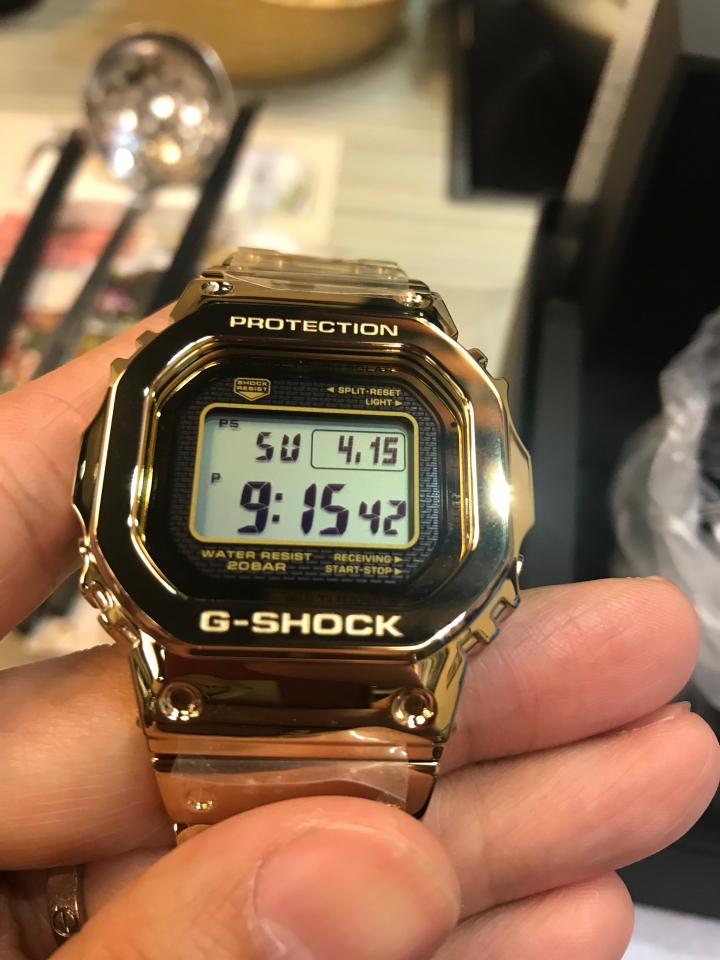 PROTECTION
SHOCK
RESIST
◄ SPLIT·RESET
LIGHT ►
PS
SU 4.15
P
9:15 42
WATER RESIST
20BAR
RECEIVING ►
START·STOP ►
G-SHOCK